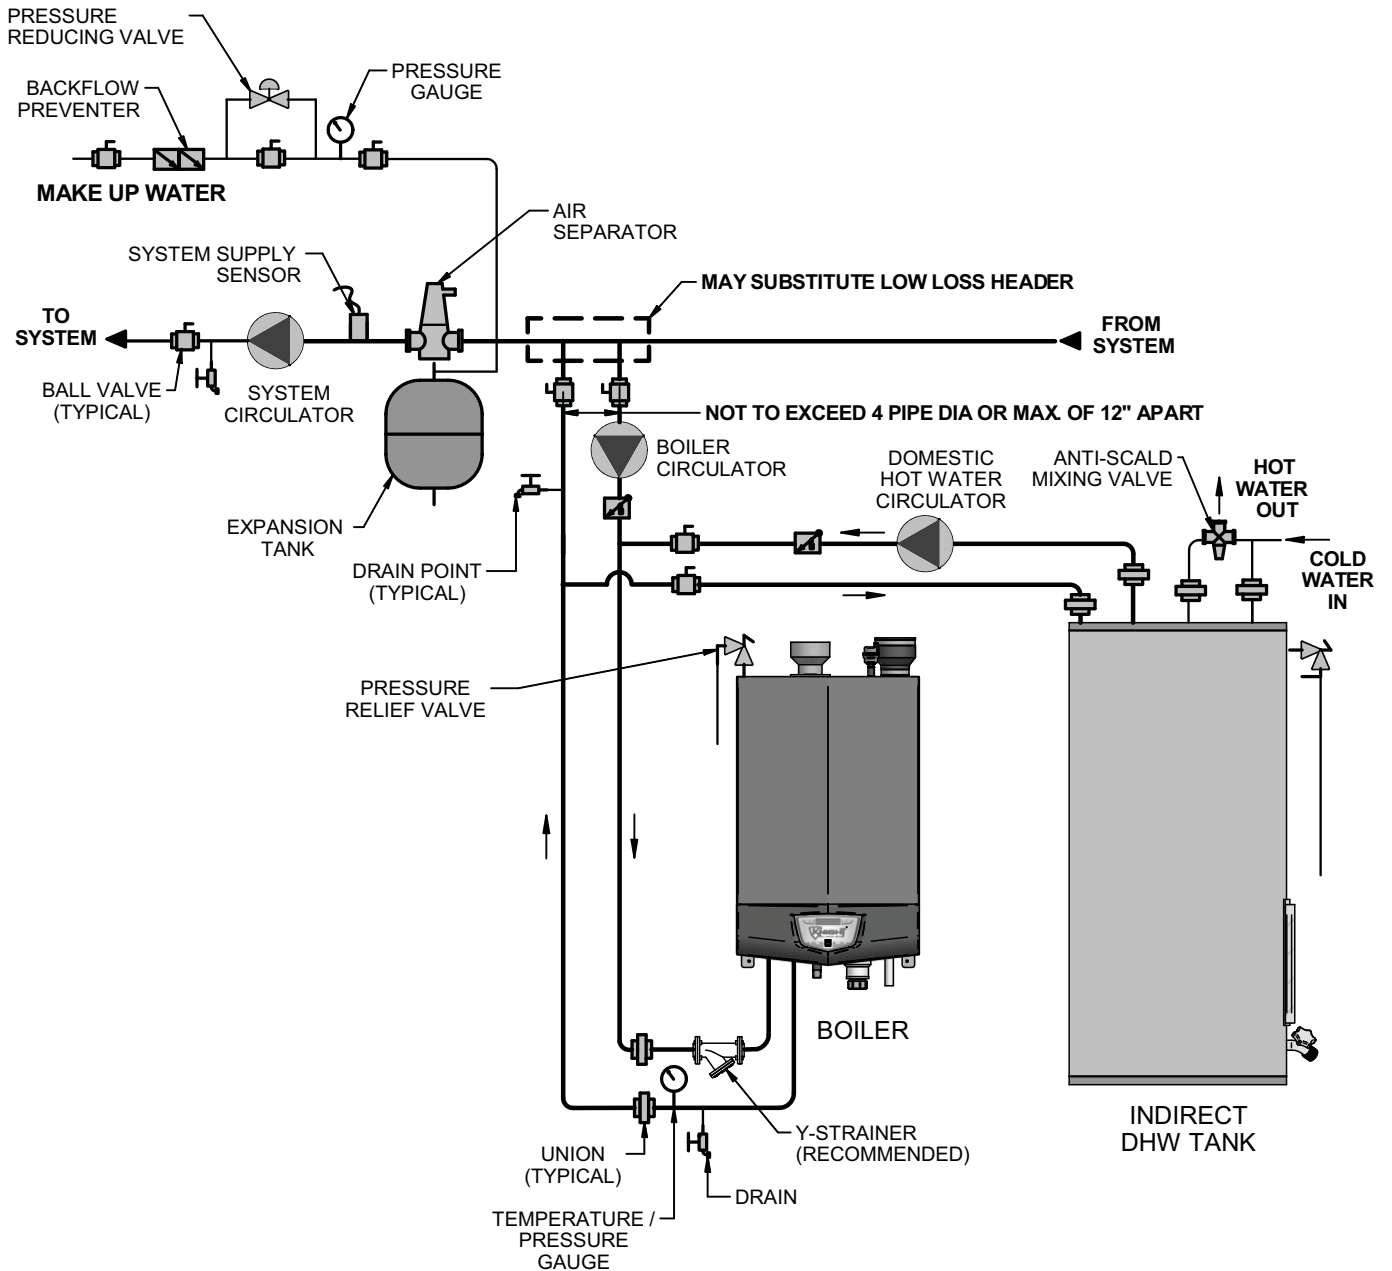 PRESSURE
REDUCING VALVE
BACKFLOW
PREVENTER
PRESSURE
GAUGE
MAKE UP WATER
AIR
SEPARATOR
SYSTEM SUPPLY
SENSOR
MAY SUBSTITUTE LOW LOSS HEADER
TO
SYSTEM
FROM
SYSTEM
BALL VALVE
(TYPICAL)
SYSTEM
CIRCULATOR
NOT TO EXCEED 4 PIPE DIA OR MAX. OF 12" APART
BOILER
CIRCULATOR
DOMESTIC
HOT WATER
CIRCULATOR
ANTI-SCALD
MIXING VALVE
HOT
WATER
OUT
EXPANSION
TANK
DRAIN POINT
(TYPICAL)
COLD
WATER
IN
PRESSURE
RELIEF VALVE
KNIGHT
BOILER
INDIRECT
DHW TANK
Y-STRAINER
(RECOMMENDED)
UNION
(TYPICAL)
DRAIN
TEMPERATURE /
PRESSURE
GAUGE